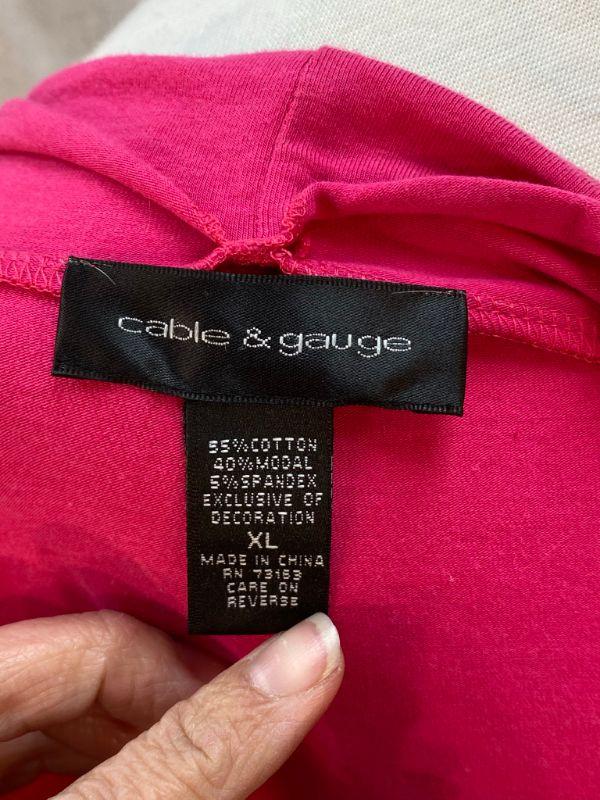 cable & gauge
55%COTTON
40%MODAL
5%SPANDEX
EXCLUSIVE OF
DECORATION
XL
MADE IN CHINA
RN 73163
CARE ON
REVERSE